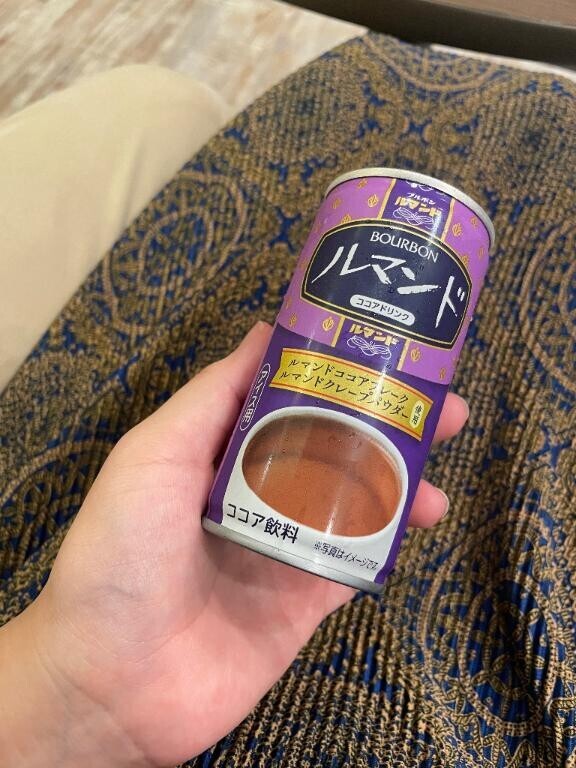 ブルボン
ルマンド
BOURBON
ルマンド
ココアドリンク
ルマンド
ルマンドココアフレーク
ルマンドクレープパウダー
使用
アイス用
ココア飲料
※写真はイメージです。